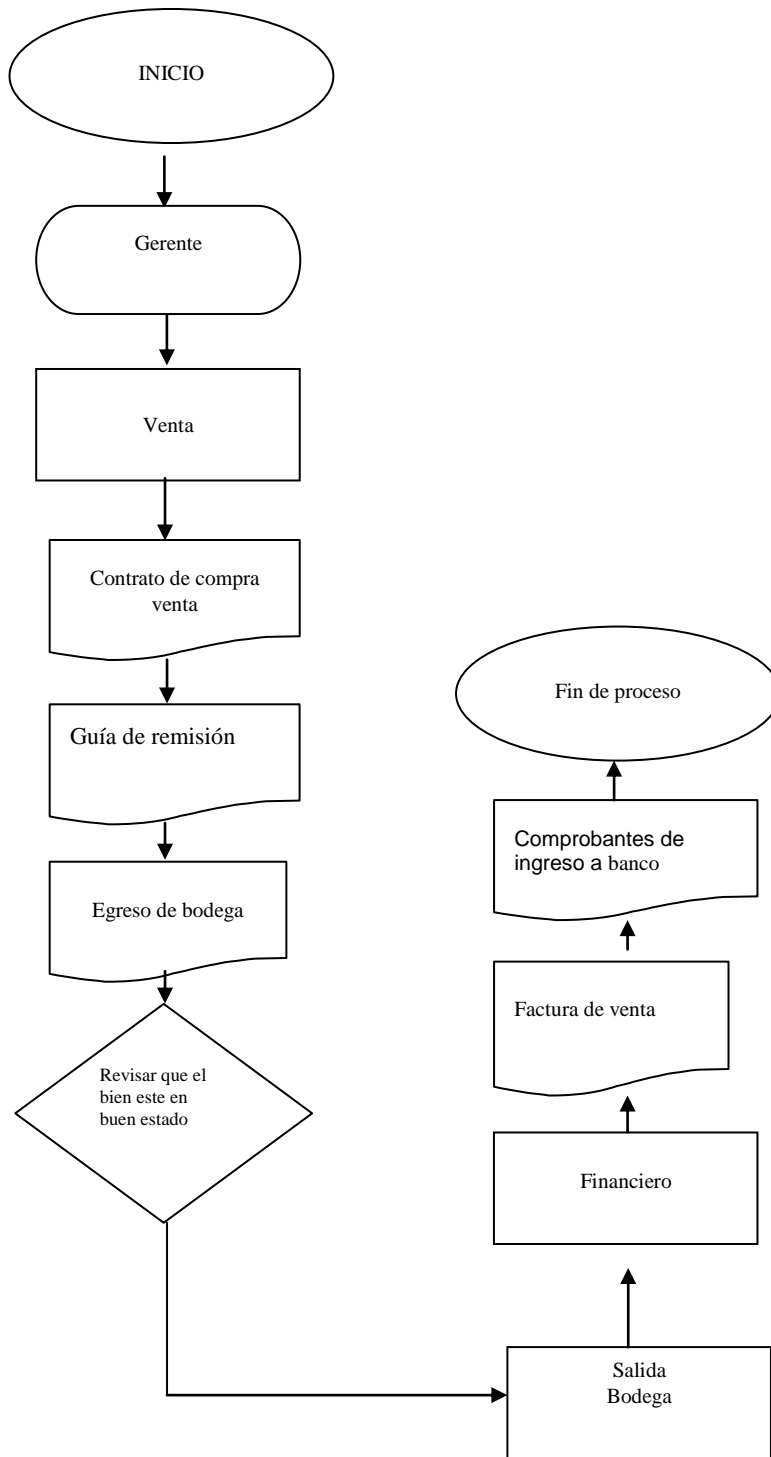 INICIO
Gerente
Venta
Contrato de compra
venta
Guía de remisión
Egreso de bodega
Revisar que el
bien este en
buen estado
Salida
Bodega
Financiero
Factura de venta
Comprobantes de
ingreso a banco
Fin de proceso